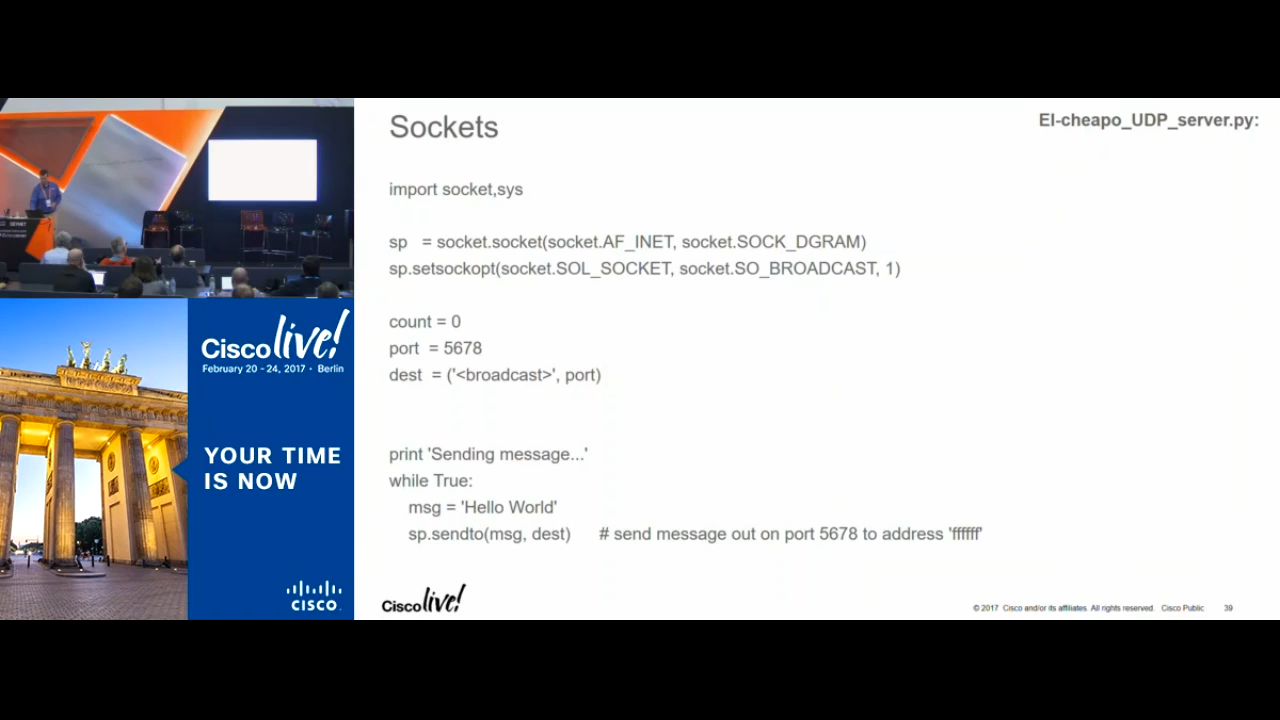 Sockets
El-cheapo_UDP_server.py:
import socket,sys
sp = socket.socket(socket.AF_INET, socket.SOCK_DGRAM)
sp.setsockopt(socket.SOL_SOCKET, socket.SO_BROADCAST, 1)
count = 0
port = 5678
dest = ('<broadcast>', port)
print 'Sending message...'
while True:
msg = 'Hello World'
sp.sendto(msg, dest) # send message out on port 5678 to address 'ffffff'
Cisco live!
© 2017 Cisco and/or its affiliates. All rights reserved. Cisco Public 39
Cisco live!
February 20 - 24, 2017 · Berlin
YOUR TIME
IS NOW
CISCO